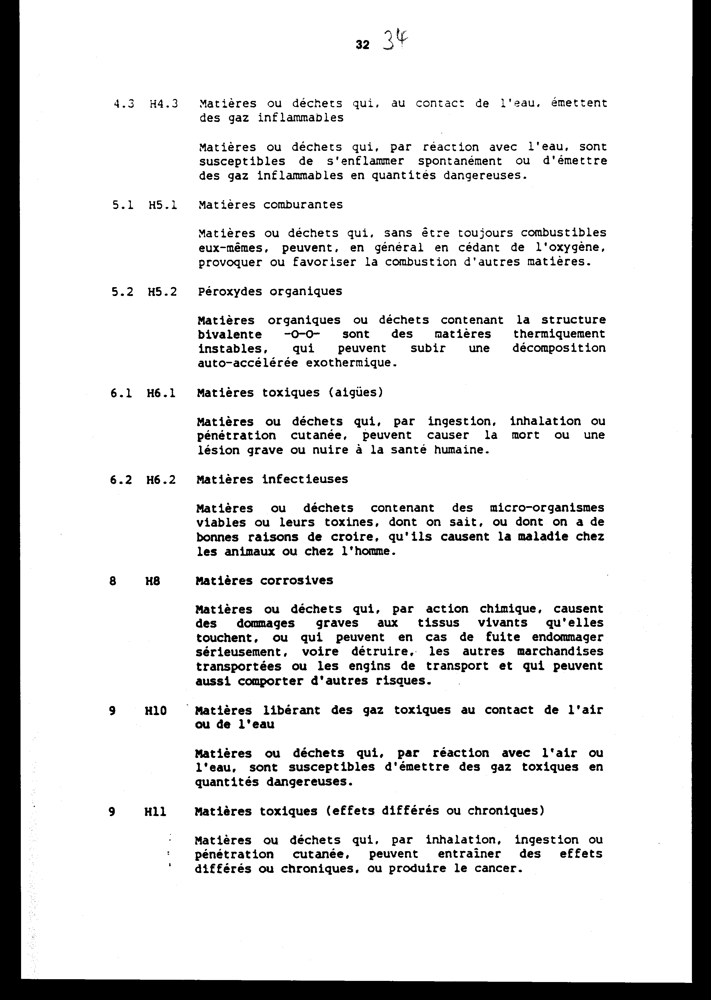 32 34
4.3 H4.3 Matières ou déchets qui, au contact de l'eau, émettent
des gaz inflammables
Matières ou déchets qui, par réaction avec l'eau, sont
susceptibles de s'enflammer spontanément ou d'émettre
des gaz inflammables en quantités dangereuses.
5.1 H5.1 Matières comburantes
Matières ou déchets qui, sans être toujours combustibles
eux-mêmes, peuvent, en général en cédant de l'oxygène,
provoquer ou favoriser la combustion d'autres matières.
5.2 H5.2 Péroxydes organiques
Matières organiques ou déchets contenant la structure
bivalente -O-O- sont des matières thermiquement
instables, qui peuvent subir une décomposition
auto-accélérée exothermique.
6.1 H6.1 Matières toxiques (aigües)
Matières ou déchets qui, par ingestion, inhalation ou
pénétration cutanée, peuvent causer la mort ou une
lésion grave ou nuire à la santé humaine.
6.2 H6.2 Matières infectieuses
Matières ou déchets contenant des micro-organismes
viables ou leurs toxines, dont on sait, ou dont on a de
bonnes raisons de croire, qu'ils causent la maladie chez
les animaux ou chez l'homme.
8 H8 Matières corrosives
Matières ou déchets qui, par action chimique, causent
des dommages graves aux tissus vivants qu'elles
touchent, ou qui peuvent en cas de fuite endommager
sérieusement, voire détruire, les autres marchandises
transportées ou les engins de transport et qui peuvent
aussi comporter d'autres risques.
9 H10 Matières libérant des gaz toxiques au contact de l'air
ou de l'eau
Matières ou déchets qui, par réaction avec l'air ou
l'eau, sont susceptibles d'émettre des gaz toxiques en
quantités dangereuses.
9 H11 Matières toxiques (effets différés ou chroniques)
Matières ou déchets qui, par inhalation, ingestion ou
pénétration cutanée, peuvent entraîner des effets
différés ou chroniques, ou produire le cancer.